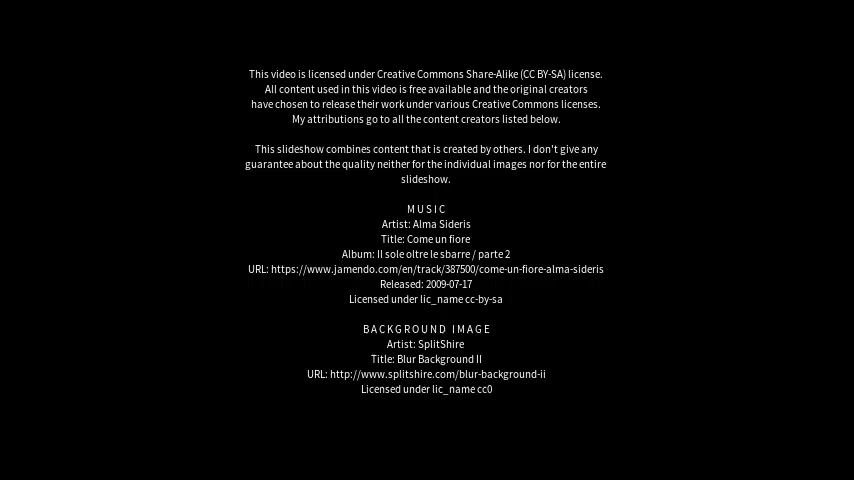 This video is licensed under Creative Commons Share-Alike (CC BY-SA) license.
All content used in this video is free available and the original creators
have chosen to release their work under various Creative Commons licenses.
My attributions go to all the content creators listed below.
This slideshow combines content that is created by others. I don't give any
guarantee about the quality neither for the individual images nor for the entire
slideshow.
MUSIC
Artist: Alma Sideris
Title: Come un fiore
Album: Il sole oltre le sbarre / parte 2
URL: https://www.jamendo.com/en/track/387500/come-un-fiore-alma-sideris
Released: 2009-07-17
Licensed under lic_name cc-by-sa
BACKGROUND IMAGE
Artist: SplitShire
Title: Blur Background II
URL: http://www.splitshire.com/blur-background-ii
Licensed under lic_name cc0